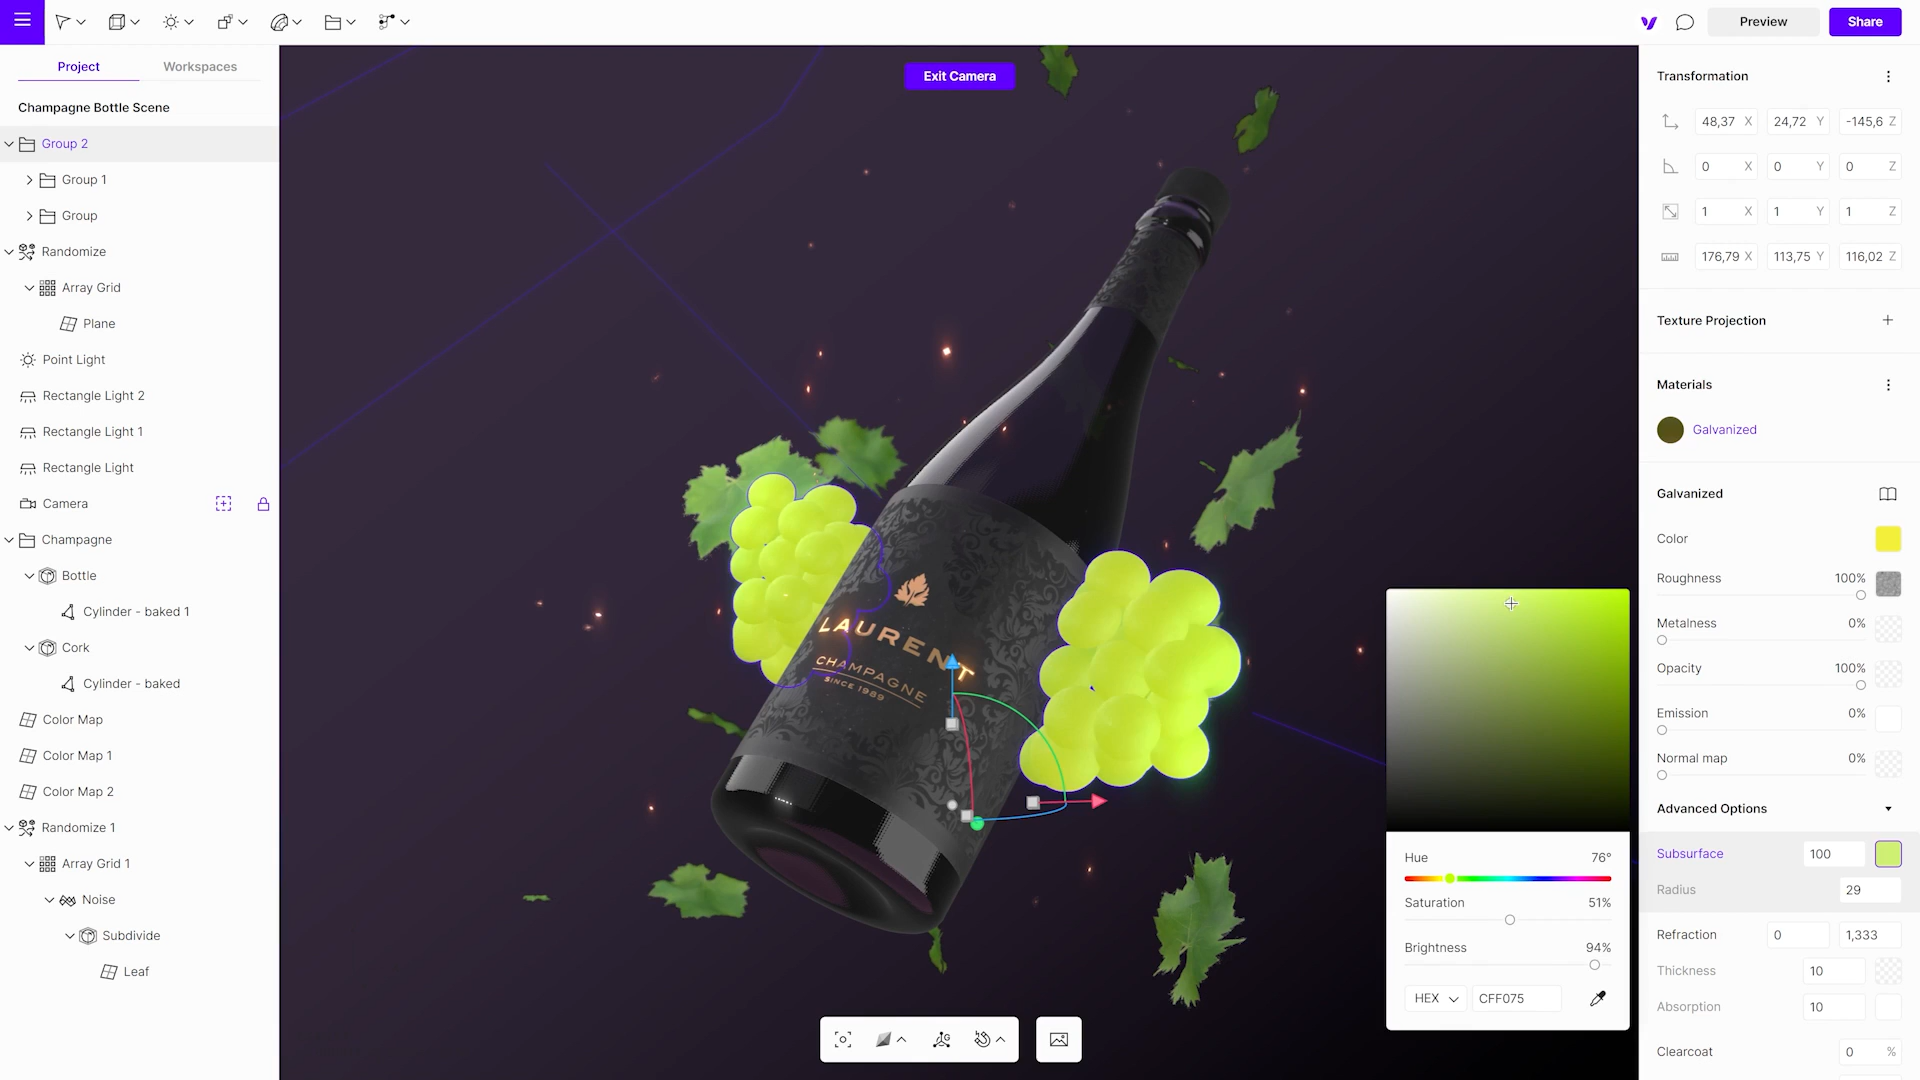 Preview
Share
Project
Workspaces
Exit Camera
Champagne Bottle Scene
Group 2
Group 1
Group
Randomize
Array Grid
Plane
Point Light
Rectangle Light 2
Rectangle Light 1
Rectangle Light
Camera
Champagne
Bottle
Cylinder - baked 1
Cork
Cylinder - baked
Color Map
Color Map 1
Color Map 2
Randomize 1
Array Grid 1
Noise
Subdivide
Leaf
LAURENT
CHAMPAGNE
SINCE 1989
Hue 76°
Saturation 51%
Brightness 94%
HEX CFF075
Transformation
48,37 X 24,72 Y -145,6 Z
0 X 0 Y 0 Z
1 X 1 Y 1 Z
176,79 X 113,75 Y 116,02 Z
Texture Projection
Materials
Galvanized
Galvanized
Color
Roughness 100%
Metalness 0%
Opacity 100%
Emission 0%
Normal map 0%
Advanced Options
Subsurface 100
Radius 29
Refraction 0 1,333
Thickness 10
Absorption 10
Clearcoat 0 %